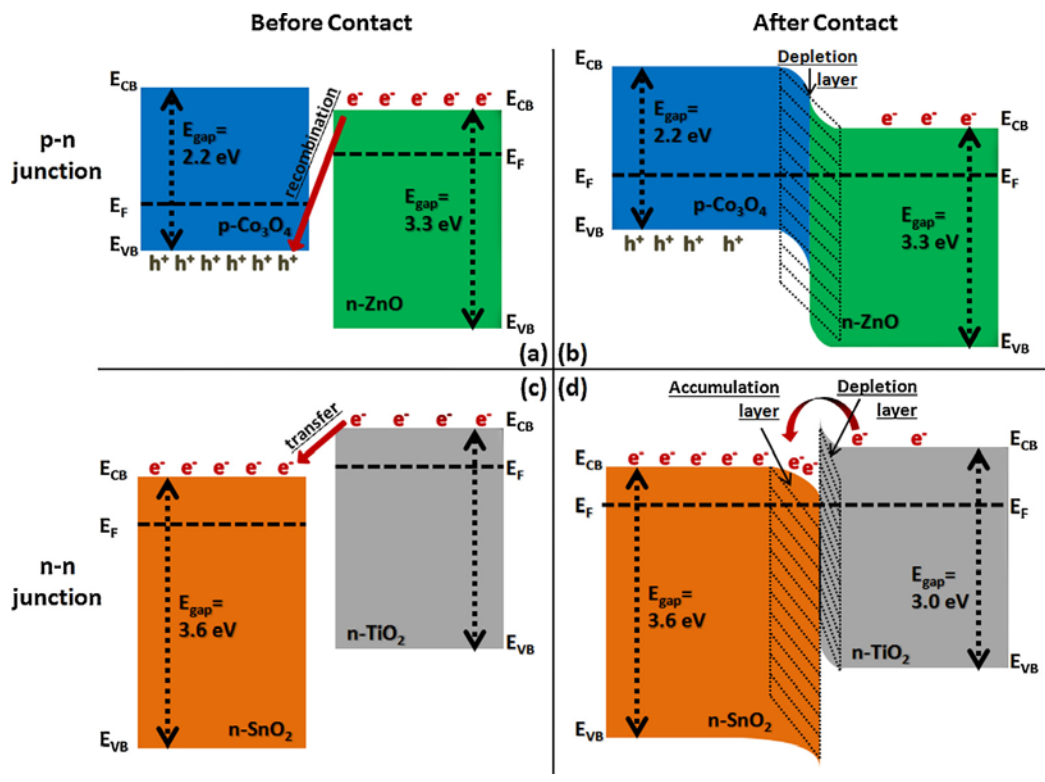 Before Contact
After Contact
p-n
junction
E_CB
E_gap=
2.2 eV
E_F
p-Co₃O₄
E_VB
h⁺ h⁺ h⁺ h⁺ h⁺ h⁺
recombination
e⁻ e⁻ e⁻ e⁻ e⁻
E_CB
E_F
E_gap=
3.3 eV
n-ZnO
E_VB
(a)
Depletion
layer
E_CB
E_gap=
2.2 eV
E_F
p-Co₃O₄
E_VB
h⁺ h⁺ h⁺ h⁺
e⁻ e⁻ e⁻
E_CB
E_F
E_gap=
3.3 eV
n-ZnO
E_VB
(b)
n-n
junction
(c)
transfer
e⁻ e⁻ e⁻ e⁻
E_CB
e⁻ e⁻ e⁻ e⁻ e⁻
E_CB
E_F
E_F
E_gap=
3.6 eV
n-TiO₂
E_VB
n-SnO₂
E_VB
(d)
Accumulation
layer
Depletion
layer
e⁻ e⁻
E_CB
E_CB
e⁻ e⁻ e⁻ e⁻ e⁻ e⁻ e⁻
E_F
E_F
E_gap=
3.6 eV
E_gap=
3.0 eV
n-TiO₂
E_VB
n-SnO₂
E_VB